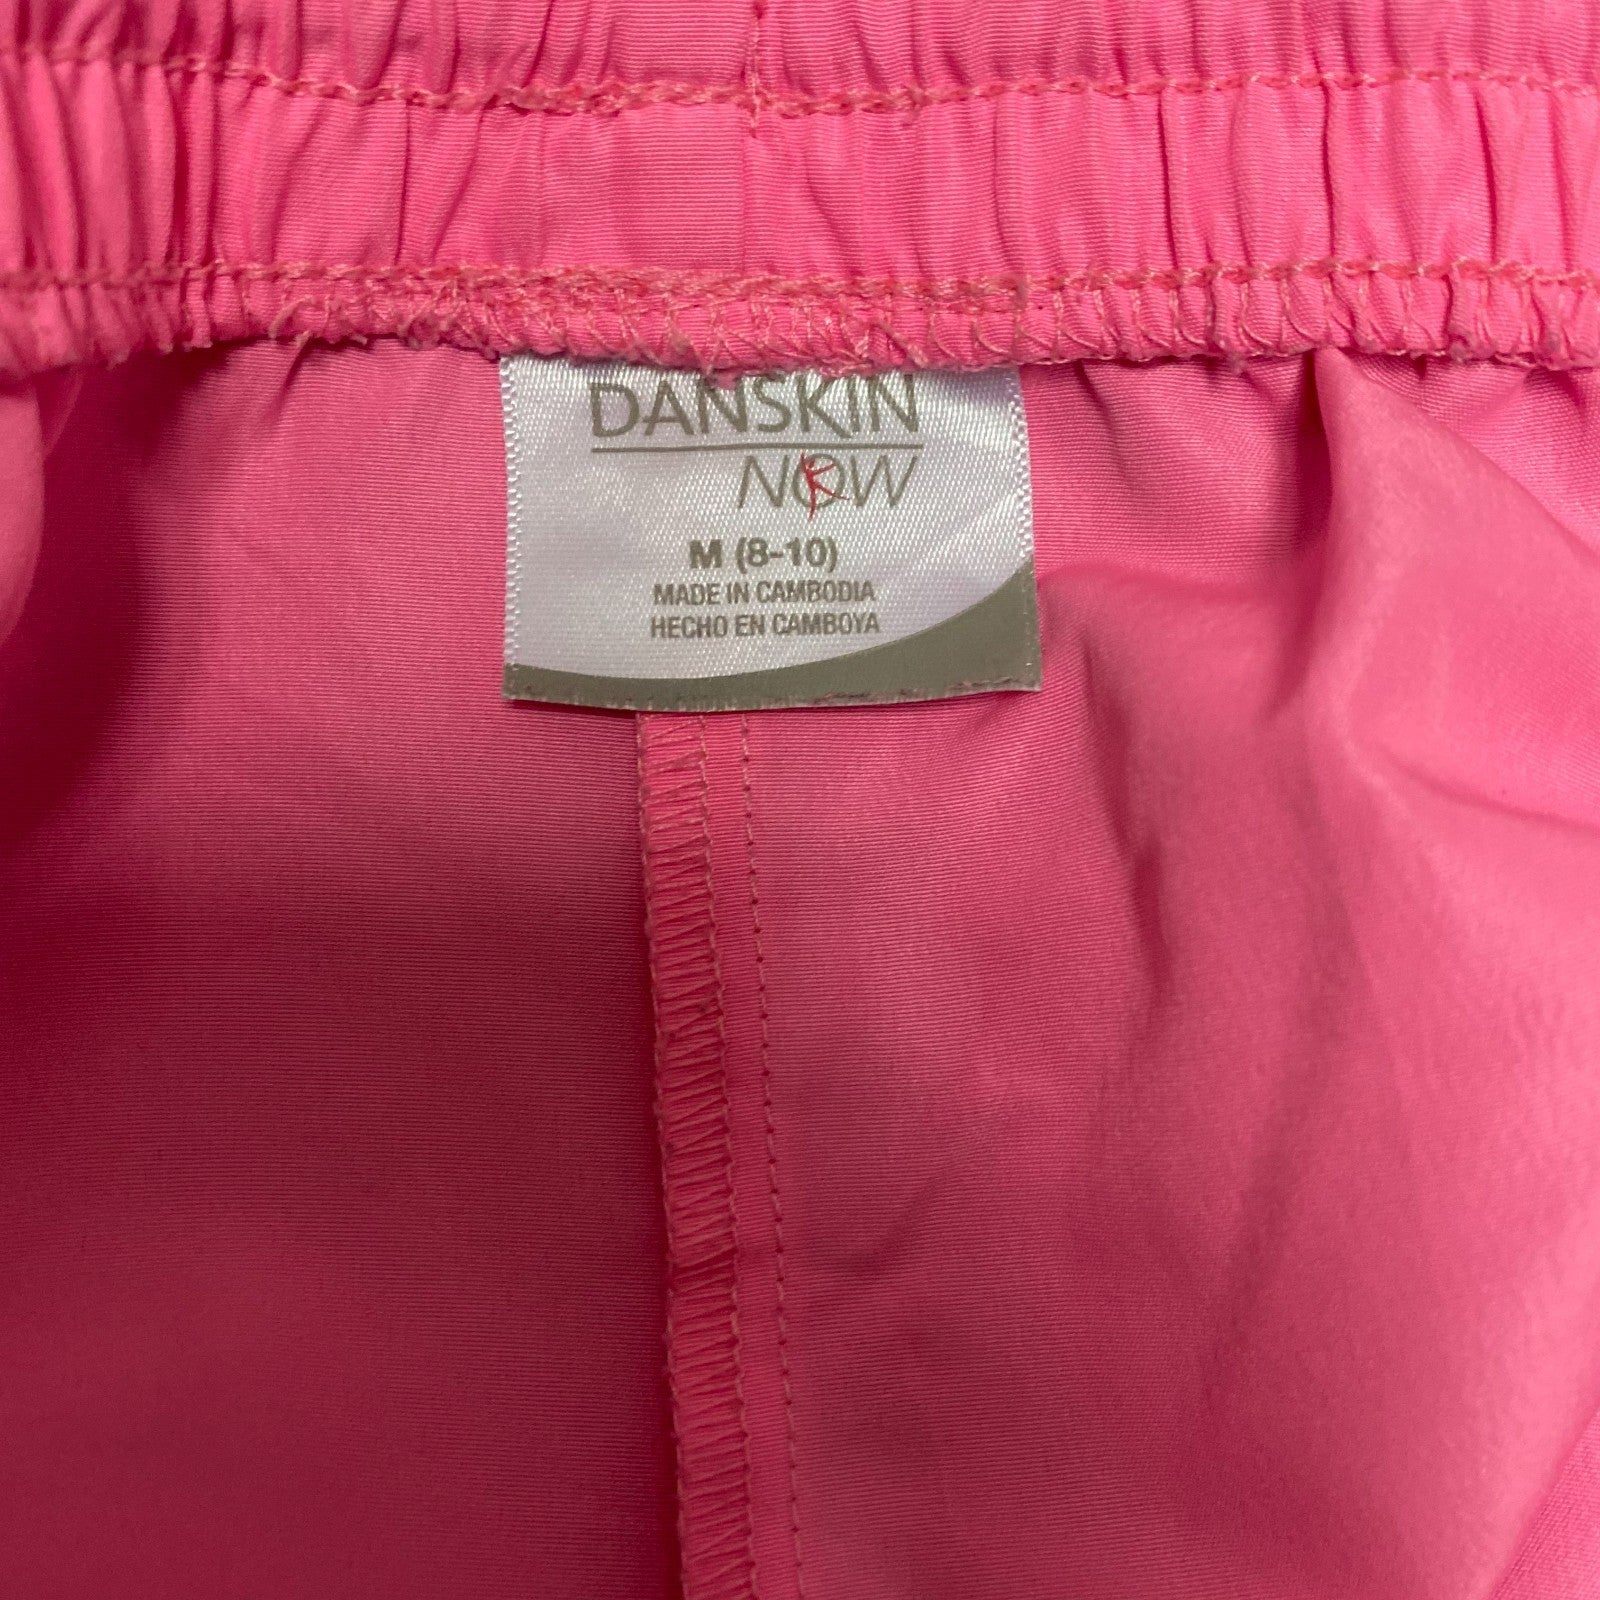 DANSKIN
NOW
M (8-10)
MADE IN CAMBODIA
HECHO EN CAMBOYA